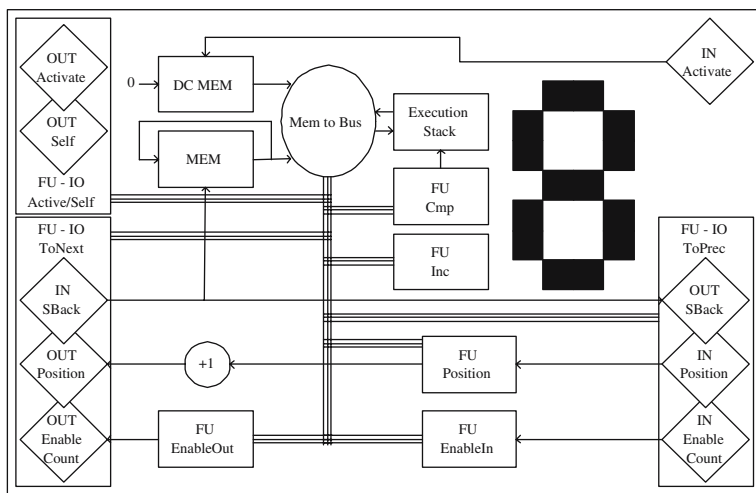 OUT
Activate
OUT
Self
FU - IO
Active/Self
0
DC MEM
MEM
Mem to Bus
Execution
Stack
FU
Cmp
FU
Inc
IN
Activate
FU - IO
ToNext
IN
SBack
OUT
Position
OUT
Enable
Count
+1
FU
EnableOut
FU
Position
FU
EnableIn
FU - IO
ToPrec
OUT
SBack
IN
Position
IN
Enable
Count